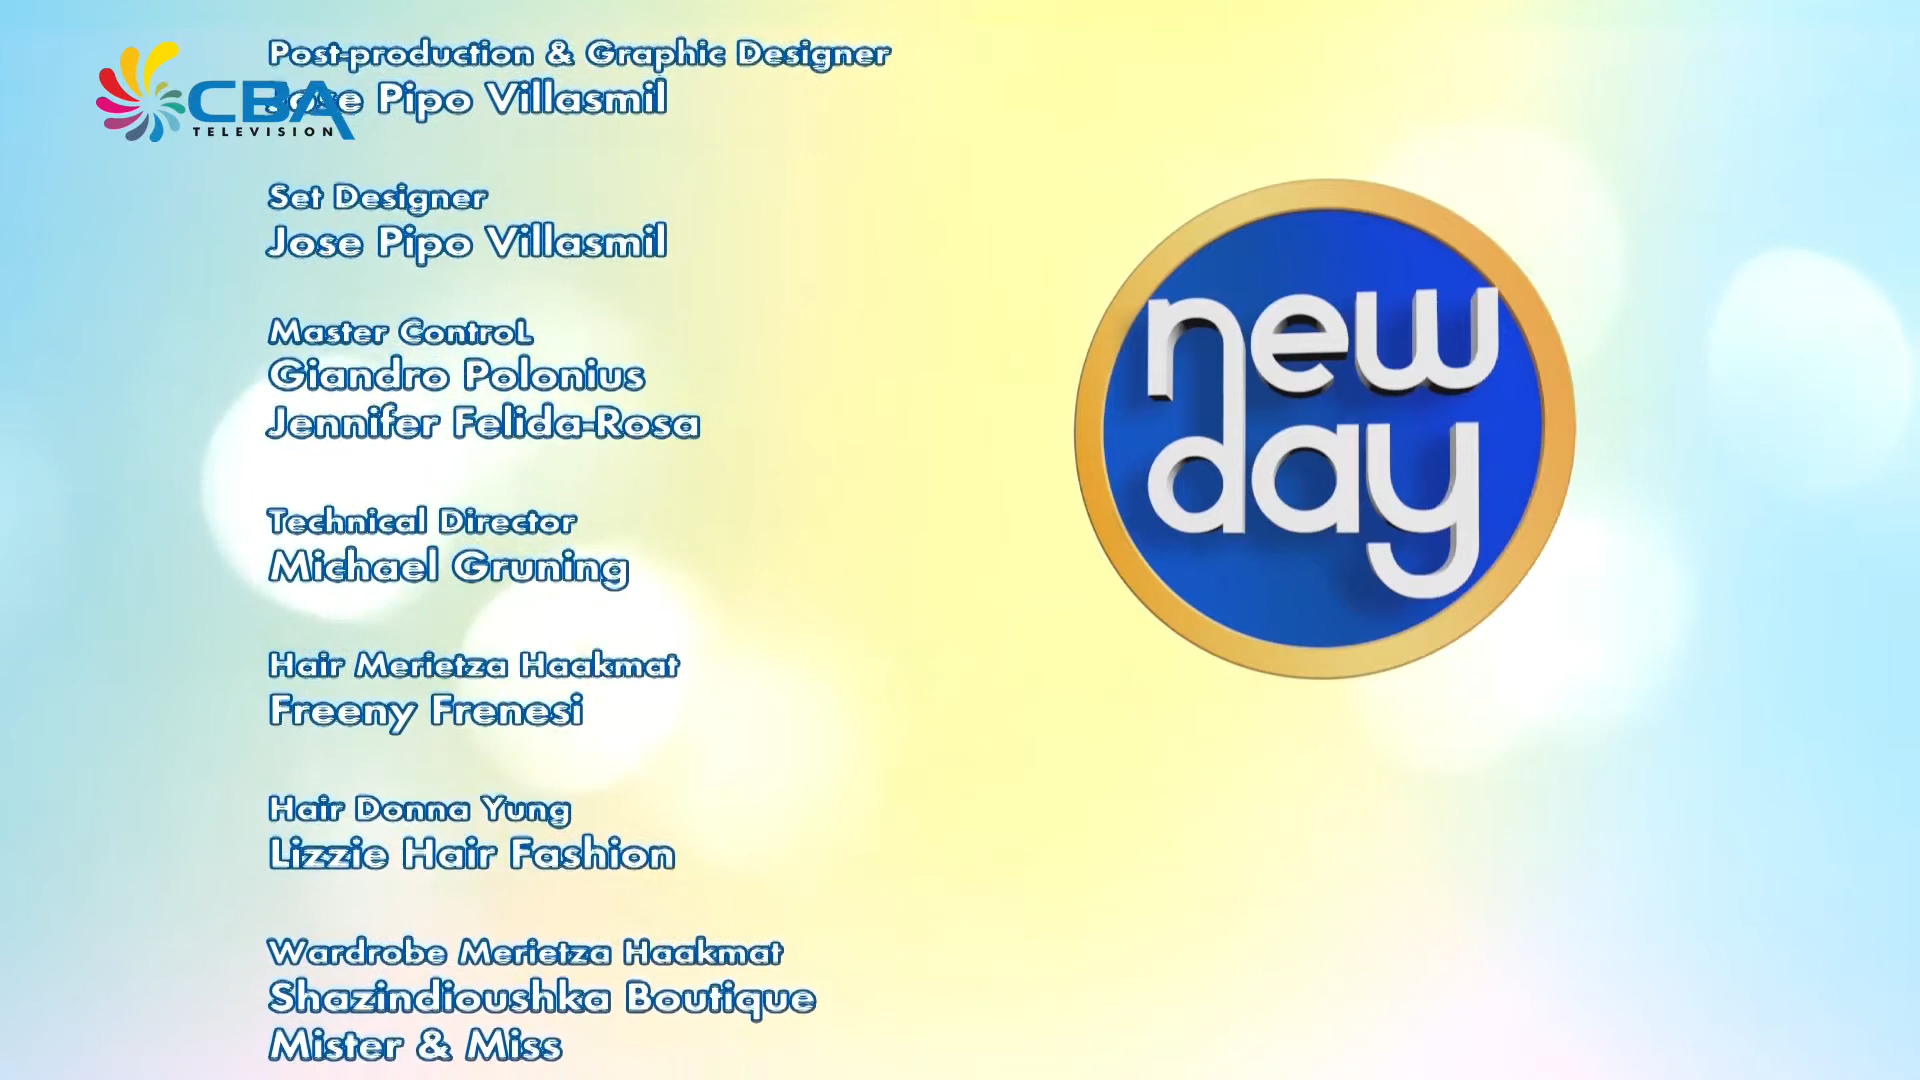 Post-production & Graphic Designer
Jose Pipo Villasmil
CBA
TELEVISION
Set Designer
Jose Pipo Villasmil
Master ControL
Giandro Polonius
Jennifer Felida-Rosa
Technical Director
Michael Gruning
Hair Merietza Haakmat
Freeny Frenesi
Hair Donna Yung
Lizzie Hair Fashion
Wardrobe Merietza Haakmat
Shazindioushka Boutique
Mister & Miss
new
day